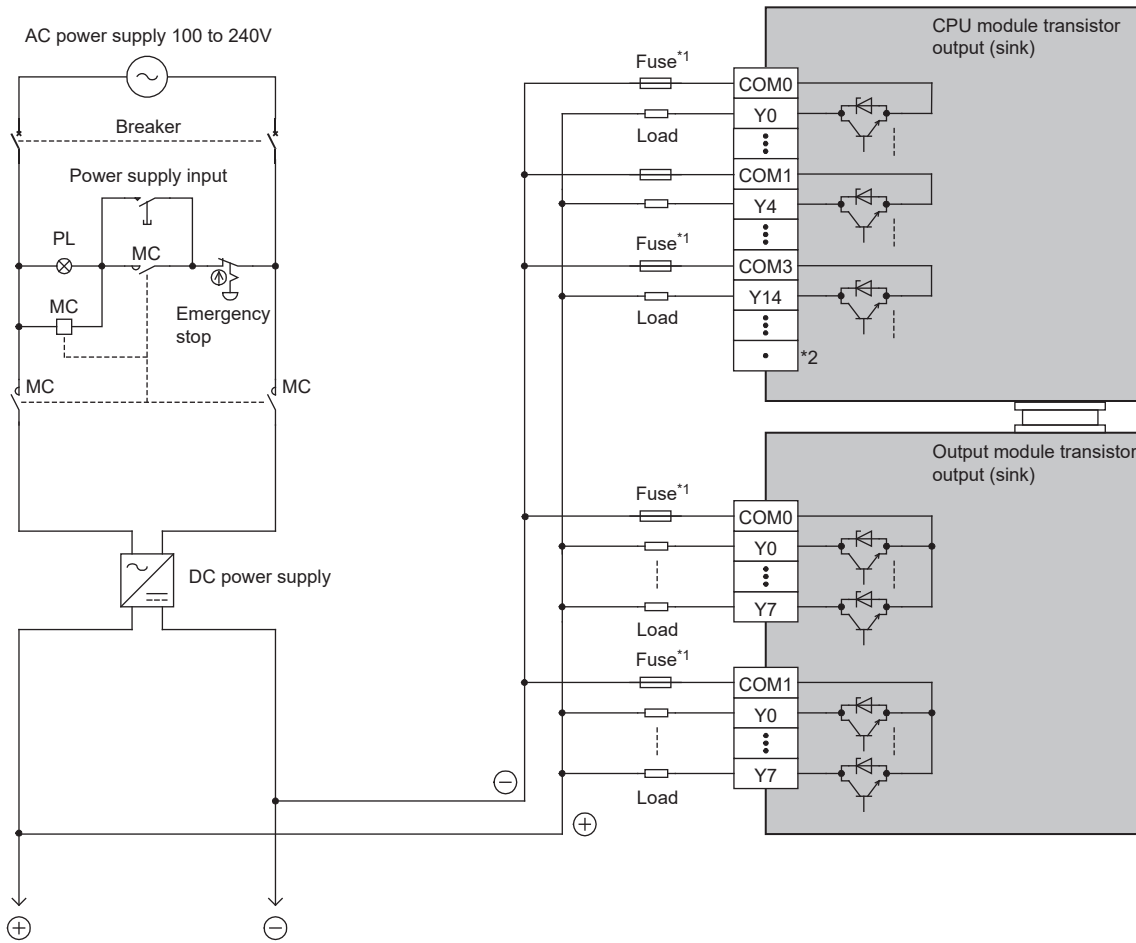 AC power supply 100 to 240V
Breaker
Power supply input
PL
MC
MC
Emergency
stop
MC
MC
DC power supply
CPU module transistor
output (sink)
Fuse*1
COM0
Y0
Load
COM1
Y4
Fuse*1
COM3
Y14
Load
*2
Output module transistor
output (sink)
Fuse*1
COM0
Y0
Y7
Load
Fuse*1
COM1
Y0
Y7
Load